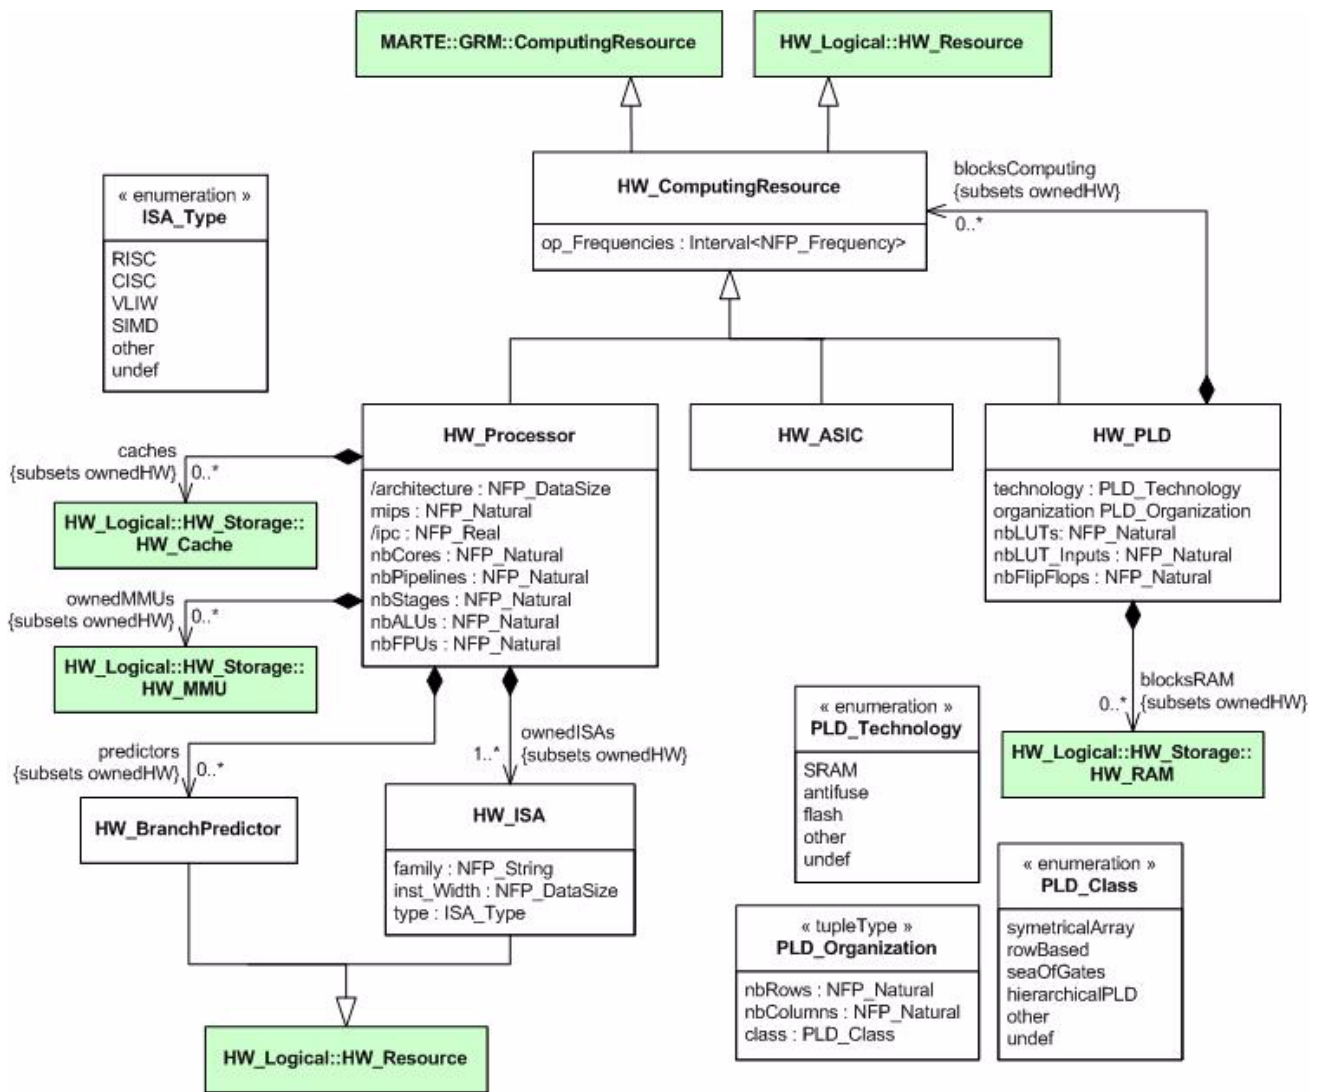 MARTE::GRM::ComputingResource
HW_Logical::HW_Resource
HW_ComputingResource
op_Frequencies : Interval<NFP_Frequency>
blocksComputing
{subsets ownedHW}
0..*
« enumeration »
ISA_Type
RISC
CISC
VLIW
SIMD
other
undef
HW_Processor
/architecture : NFP_DataSize
mips : NFP_Natural
/ipc : NFP_Real
nbCores : NFP_Natural
nbPipelines : NFP_Natural
nbStages : NFP_Natural
nbALUs : NFP_Natural
nbFPUs : NFP_Natural
HW_ASIC
HW_PLD
technology : PLD_Technology
organization PLD_Organization
nbLUTs: NFP_Natural
nbLUT_Inputs : NFP_Natural
nbFlipFlops : NFP_Natural
caches
{subsets ownedHW}
0..*
HW_Logical::HW_Storage::
HW_Cache
ownedMMUs
{subsets ownedHW}
0..*
HW_Logical::HW_Storage::
HW_MMU
predictors
{subsets ownedHW}
0..*
HW_BranchPredictor
ownedISAs
{subsets ownedHW}
1..*
HW_ISA
family : NFP_String
inst_Width : NFP_DataSize
type : ISA_Type
HW_Logical::HW_Resource
blocksRAM
{subsets ownedHW}
0..*
HW_Logical::HW_Storage::
HW_RAM
« enumeration »
PLD_Technology
SRAM
antifuse
flash
other
undef
« enumeration »
PLD_Class
symetricalArray
rowBased
seaOfGates
hierarchicalPLD
other
undef
« tupleType »
PLD_Organization
nbRows : NFP_Natural
nbColumns : NFP_Natural
class : PLD_Class